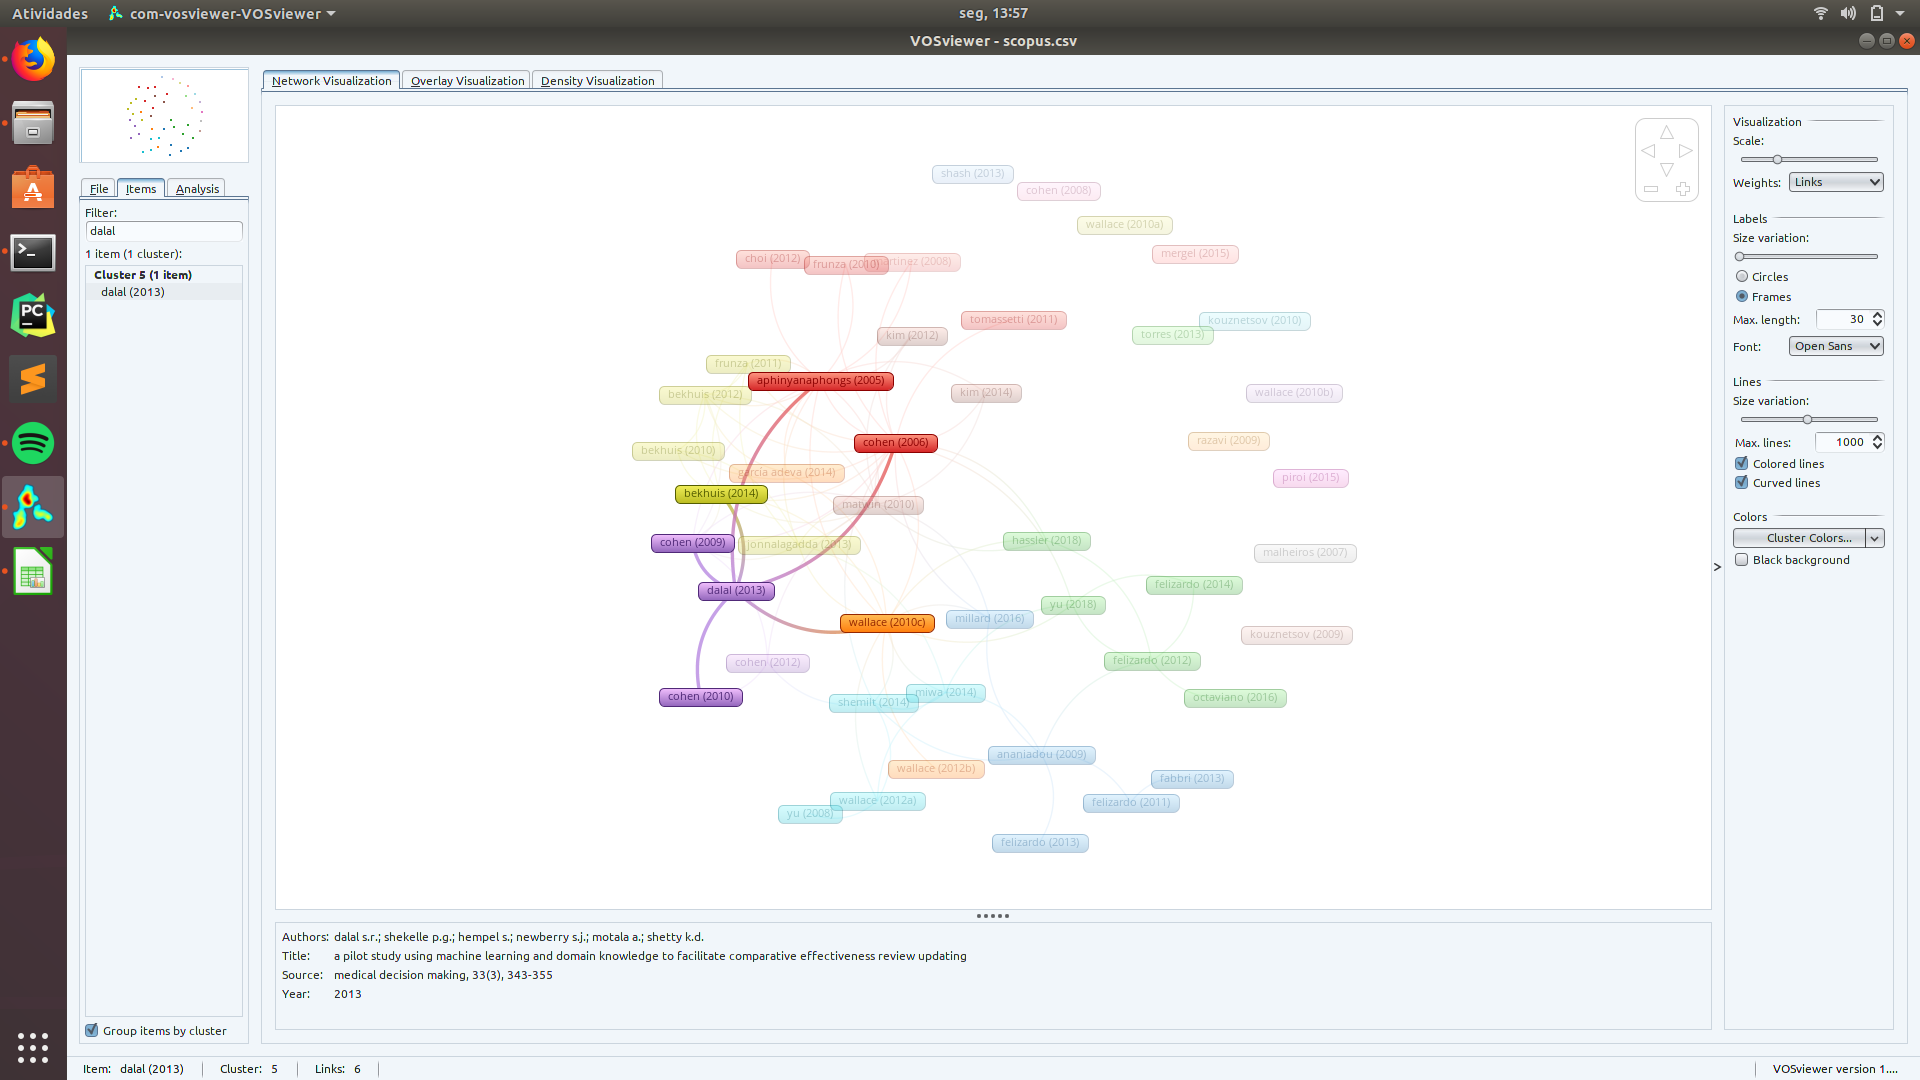 Atividades
com-vosviewer-VOSviewer
seg, 13:57
VOSviewer - scopus.csv
Network Visualization
Overlay Visualization
Density Visualization
File
Items
Analysis
Filter:
dalal
1 item (1 cluster):
Cluster 5 (1 item)
dalal (2013)
Group items by cluster
shash (2013)
cohen (2008)
wallace (2010a)
mergel (2015)
choi (2012)
frunza (2010)
(2008)
tomassetti (2011)
kouznetsov (2010)
torres (2013)
kim (2012)
frunza (2011)
aphinyanaphongs (2005)
bekhuis (2012)
kim (2014)
wallace (2010b)
cohen (2006)
razavi (2009)
bekhuis (2010)
garcía adeva (2014)
piroi (2015)
bekhuis (2014)
matwin (2010)
cohen (2009)
jonnalagadda (2013)
hassler (2018)
malheiros (2007)
dalal (2013)
felizardo (2014)
yu (2018)
wallace (2010c)
millard (2016)
kouznetsov (2009)
cohen (2012)
felizardo (2012)
cohen (2010)
shemilt (2014)
miwa (2014)
octaviano (2016)
ananiadou (2009)
wallace (2012b)
fabbri (2013)
wallace (2012a)
felizardo (2011)
yu (2008)
felizardo (2013)
Authors: dalal s.r.; shekelle p.g.; hempel s.; newberry s.j.; motala a.; shetty k.d.
Title: a pilot study using machine learning and domain knowledge to facilitate comparative effectiveness review updating
Source: medical decision making, 33(3), 343-355
Year: 2013
Visualization
Scale:
Weights: Links
Labels
Size variation:
Circles
Frames
Max. length: 30
Font: Open Sans
Lines
Size variation:
Max. lines: 1000
Colored lines
Curved lines
Colors
Cluster Colors...
Black background
>
Item: dalal (2013)
Cluster: 5
Links: 6
VOSviewer version 1....